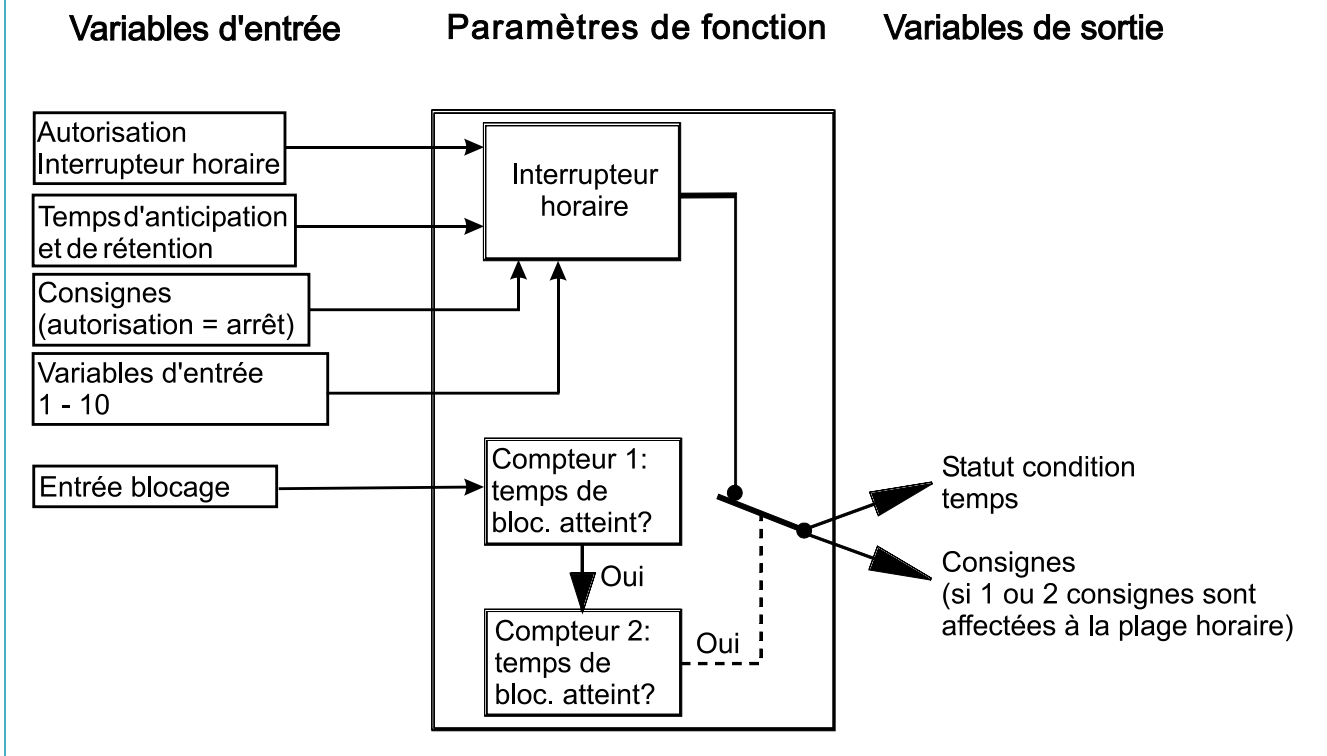 Variables d'entrée
Paramètres de fonction
Variables de sortie
Autorisation
Interrupteur horaire
Temps d'anticipation
et de rétention
Consignes
(autorisation = arrêt)
Variables d'entrée
1 - 10
Entrée blocage
Interrupteur
horaire
Compteur 1:
temps de
bloc. atteint?
Oui
Compteur 2:
temps de
bloc. atteint?
Oui
Statut condition
temps
Consignes
(si 1 ou 2 consignes sont
affectées à la plage horaire)